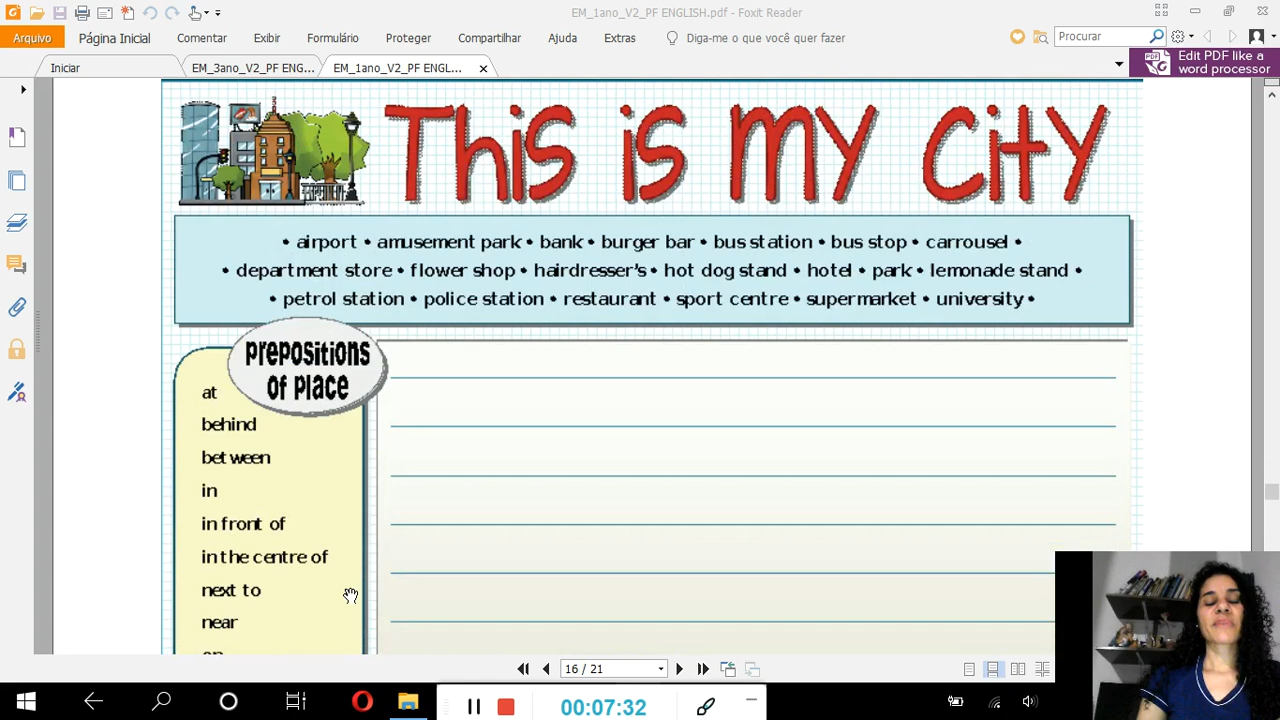 EM_1ano_V2_PF ENGLISH.pdf - Foxit Reader
Arquivo Página Inicial Comentar Exibir Formulário Proteger Compartilhar Ajuda Extras Diga-me o que você quer fazer Procurar
Iniciar EM_3ano_V2_PF ENG... EM_1ano_V2_PF ENGL... Edit PDF like a
word processor
This is my City
• airport • amusement park • bank • burger bar • bus station • bus stop • carrousel •
• department store • flower shop • hairdresser's • hot dog stand • hotel • park • lemonade stand •
• petrol station • police station • restaurant • sport centre • supermarket • university •
prepositions
of place
at
behind
between
in
in front of
in the centre of
next to
near
on
16 / 21
00:07:32